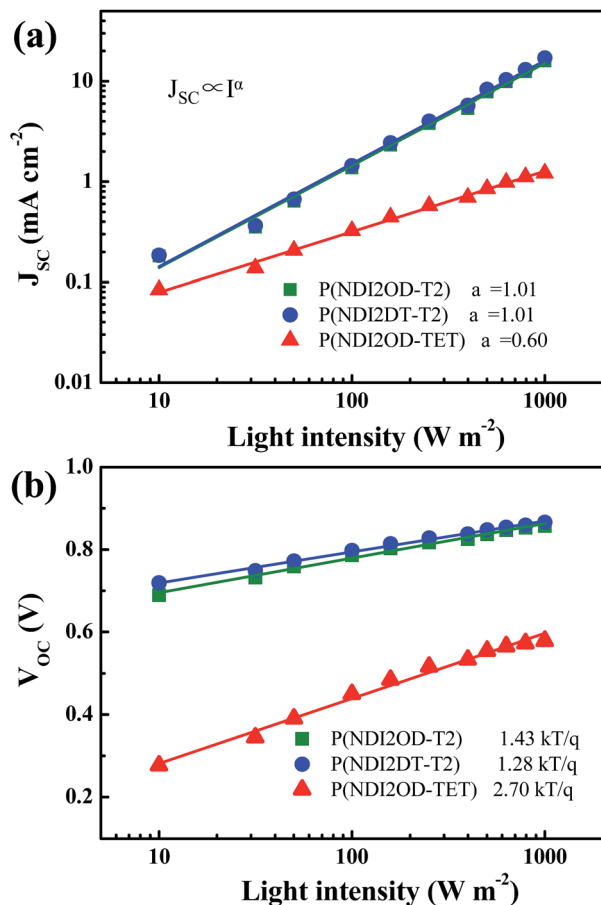 (a)
J_SC ∝ I^α
J_SC (mA cm⁻²)
10
1
0.1
0.01
P(NDI2OD-T2) a =1.01
P(NDI2DT-T2) a =1.01
P(NDI2OD-TET) a =0.60
10 100 1000
Light intensity (W m⁻²)
(b)
V_OC (V)
1.0
0.8
0.6
0.4
0.2
P(NDI2OD-T2) 1.43 kT/q
P(NDI2DT-T2) 1.28 kT/q
P(NDI2OD-TET) 2.70 kT/q
10 100 1000
Light intensity (W m⁻²)